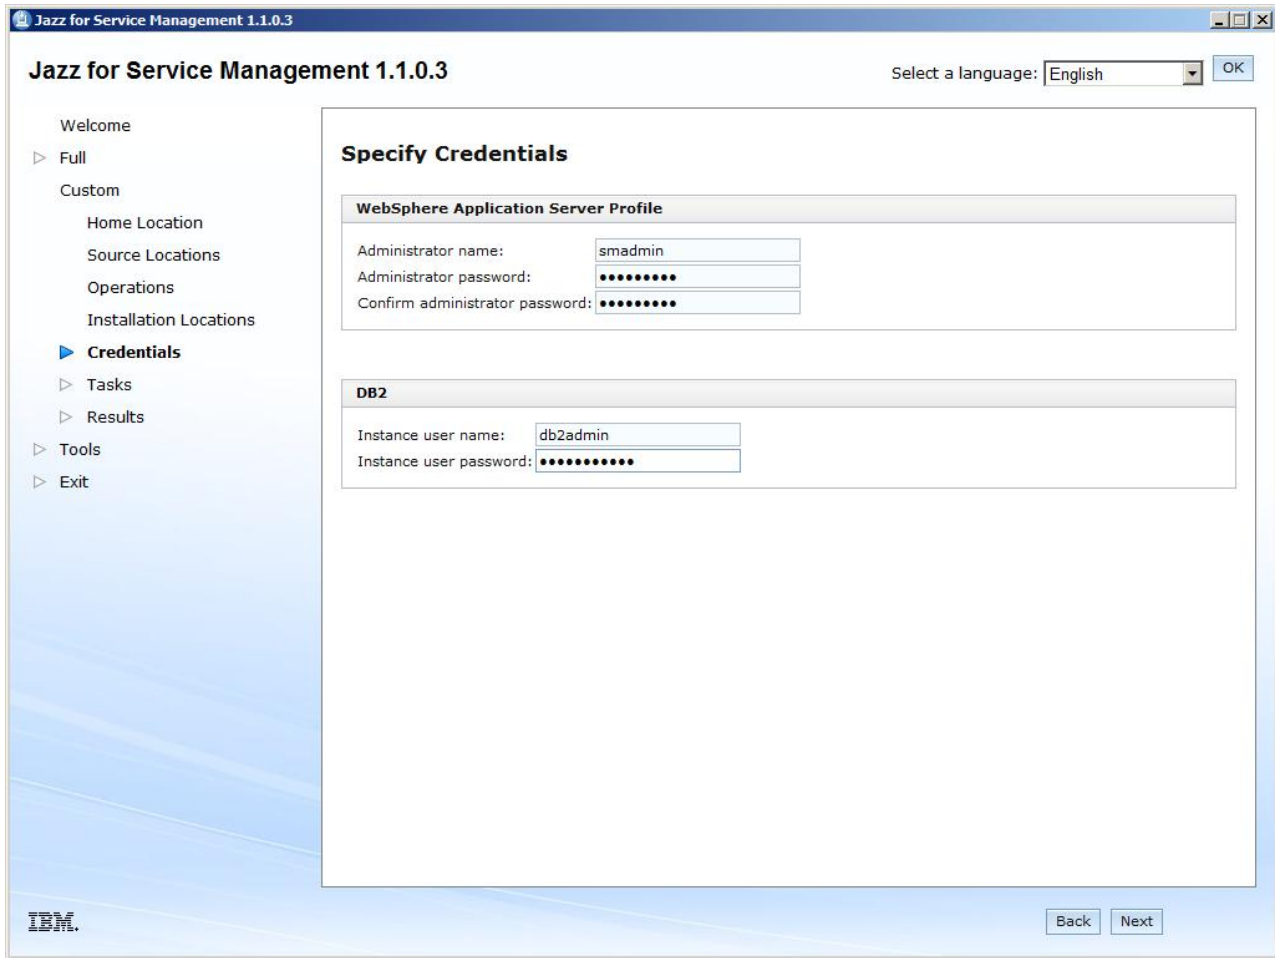 Jazz for Service Management 1.1.0.3
Jazz for Service Management 1.1.0.3
Select a language: English OK
Welcome
Full
Custom
Home Location
Source Locations
Operations
Installation Locations
Credentials
Tasks
Results
Tools
Exit
Specify Credentials
WebSphere Application Server Profile
Administrator name: smadmin
Administrator password: •••••••••
Confirm administrator password: •••••••••
DB2
Instance user name: db2admin
Instance user password: •••••••••••
IBM.
Back Next